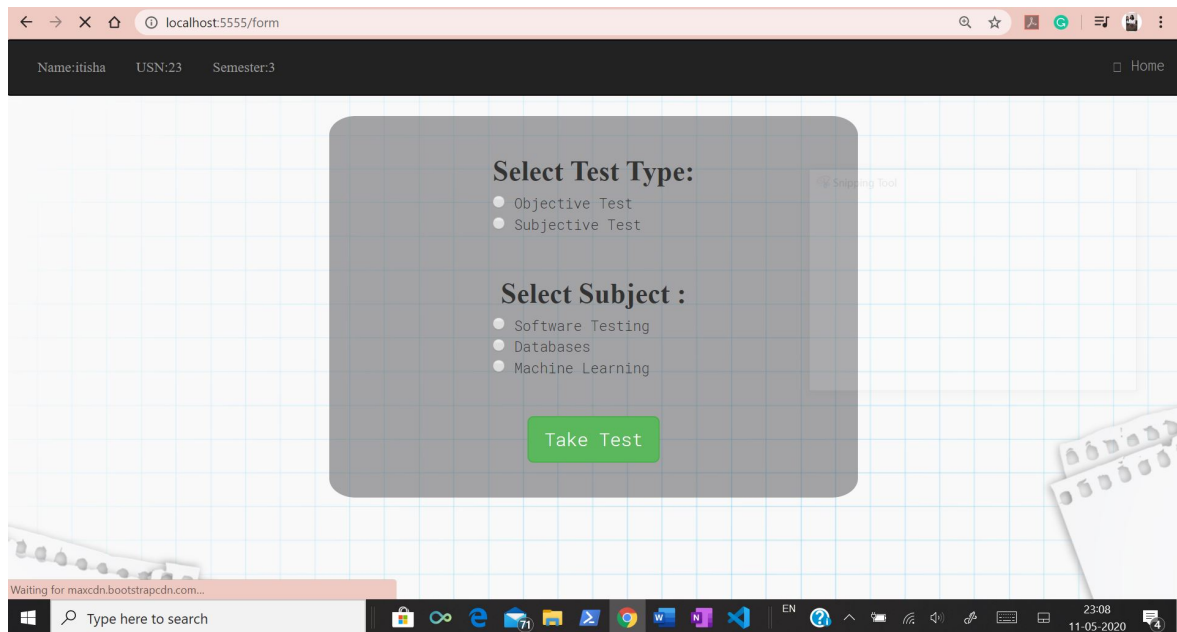 localhost:5555/form
Name:itisha USN:23 Semester:3 Home
Select Test Type:
Objective Test
Subjective Test
Snipping Tool
Select Subject :
Software Testing
Databases
Machine Learning
Take Test
Waiting for maxcdn.bootstrapcdn.com...
Type here to search
71
EN
23:08
11-05-2020
4